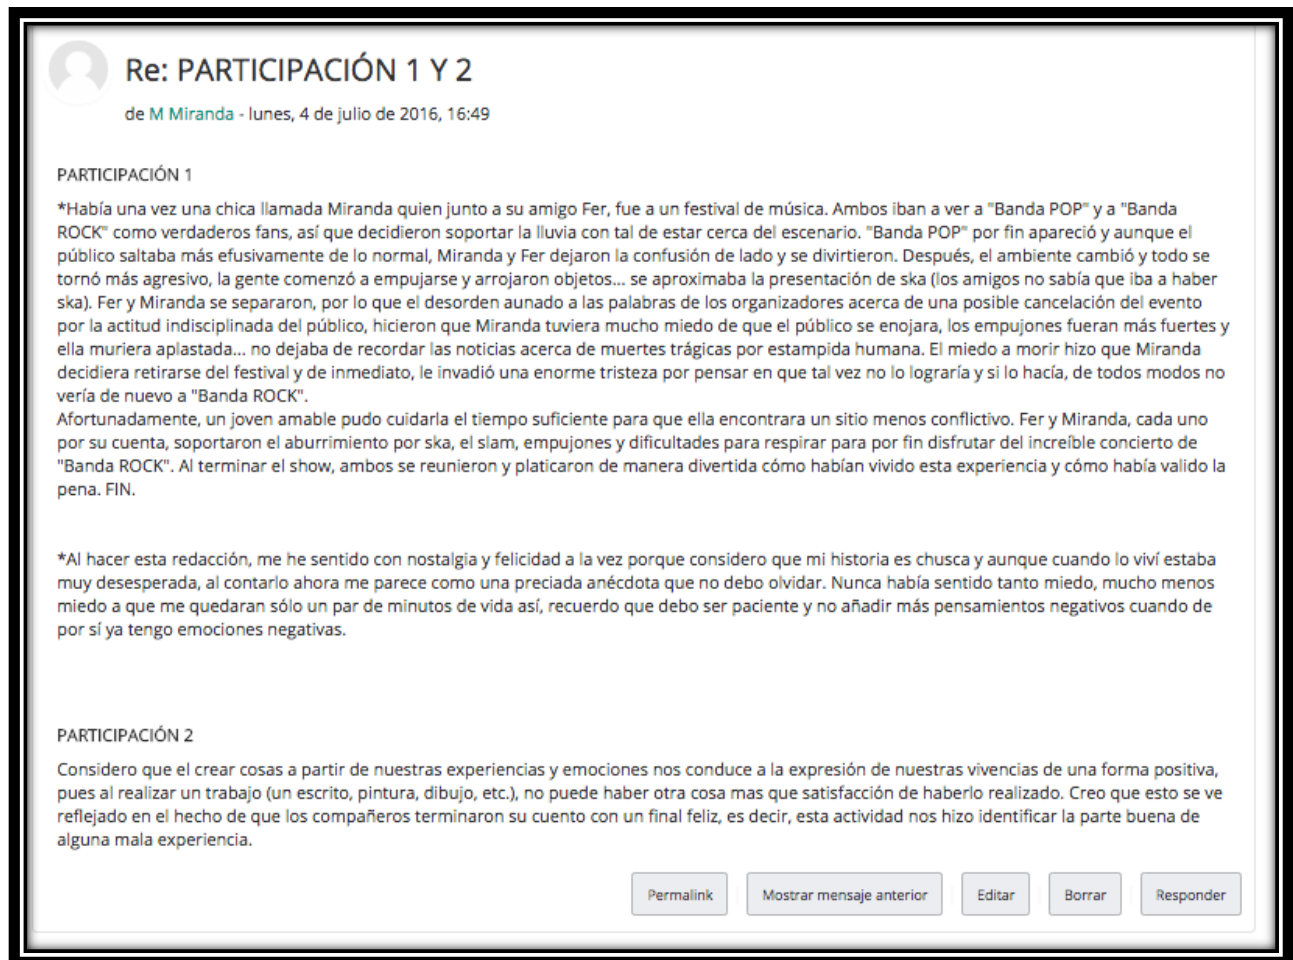 Re: PARTICIPACIÓN 1 Y 2
de M Miranda - lunes, 4 de julio de 2016, 16:49
PARTICIPACIÓN 1
*Había una vez una chica llamada Miranda quien junto a su amigo Fer, fue a un festival de música. Ambos iban a ver a "Banda POP" y a "Banda
ROCK" como verdaderos fans, así que decidieron soportar la lluvia con tal de estar cerca del escenario. "Banda POP" por fin apareció y aunque el
público saltaba más efusivamente de lo normal, Miranda y Fer dejaron la confusión de lado y se divirtieron. Después, el ambiente cambió y todo se
tornó más agresivo, la gente comenzó a empujarse y arrojaron objetos... se aproximaba la presentación de ska (los amigos no sabía que iba a haber
ska). Fer y Miranda se separaron, por lo que el desorden aunado a las palabras de los organizadores acerca de una posible cancelación del evento
por la actitud indisciplinada del público, hicieron que Miranda tuviera mucho miedo de que el público se enojara, los empujones fueran más fuertes y
ella muriera aplastada... no dejaba de recordar las noticias acerca de muertes trágicas por estampida humana. El miedo a morir hizo que Miranda
decidiera retirarse del festival y de inmediato, le invadió una enorme tristeza por pensar en que tal vez no lo lograría y si lo hacía, de todos modos no
vería de nuevo a "Banda ROCK".
Afortunadamente, un joven amable pudo cuidarla el tiempo suficiente para que ella encontrara un sitio menos conflictivo. Fer y Miranda, cada uno
por su cuenta, soportaron el aburrimiento por ska, el slam, empujones y dificultades para respirar para por fin disfrutar del increíble concierto de
"Banda ROCK". Al terminar el show, ambos se reunieron y platicaron de manera divertida cómo habían vivido esta experiencia y cómo había valido la
pena. FIN.
*Al hacer esta redacción, me he sentido con nostalgia y felicidad a la vez porque considero que mi historia es chusca y aunque cuando lo viví estaba
muy desesperada, al contarlo ahora me parece como una preciada anécdota que no debo olvidar. Nunca había sentido tanto miedo, mucho menos
miedo a que me quedaran sólo un par de minutos de vida así, recuerdo que debo ser paciente y no añadir más pensamientos negativos cuando de
por sí ya tengo emociones negativas.
PARTICIPACIÓN 2
Considero que el crear cosas a partir de nuestras experiencias y emociones nos conduce a la expresión de nuestras vivencias de una forma positiva,
pues al realizar un trabajo (un escrito, pintura, dibujo, etc.), no puede haber otra cosa mas que satisfacción de haberlo realizado. Creo que esto se ve
reflejado en el hecho de que los compañeros terminaron su cuento con un final feliz, es decir, esta actividad nos hizo identificar la parte buena de
alguna mala experiencia.
Permalink Mostrar mensaje anterior Editar Borrar Responder